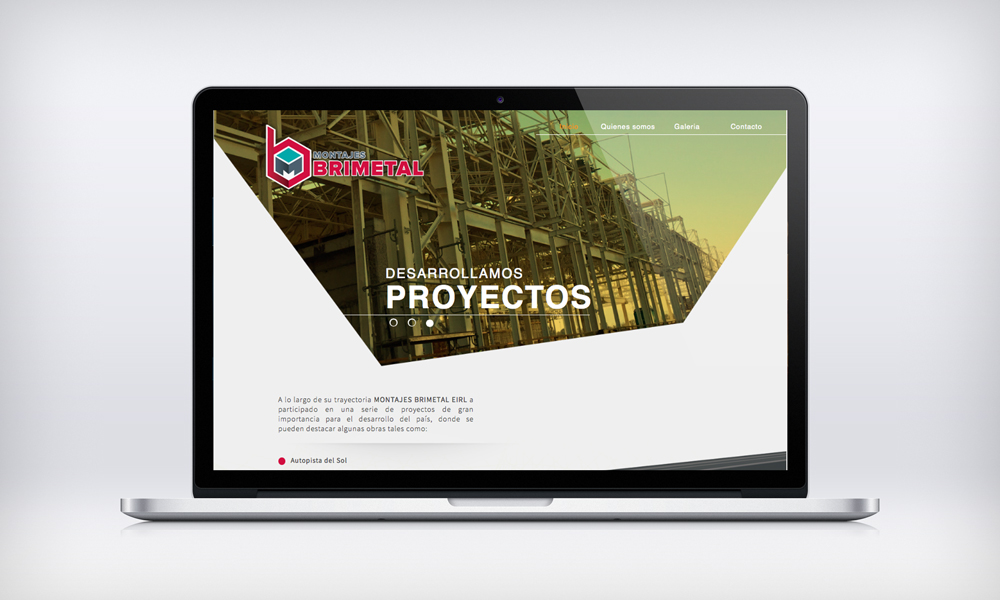 Inicio
Quienes somos
Galeria
Contacto
MONTAJES
BRIMETAL
DESARROLLAMOS
PROYECTOS
A lo largo de su trayectoria MONTAJES BRIMETAL EIRL a
participado en una serie de proyectos de gran
importancia para el desarrollo del país, donde se
pueden destacar algunas obras tales como:
Autopista del Sol